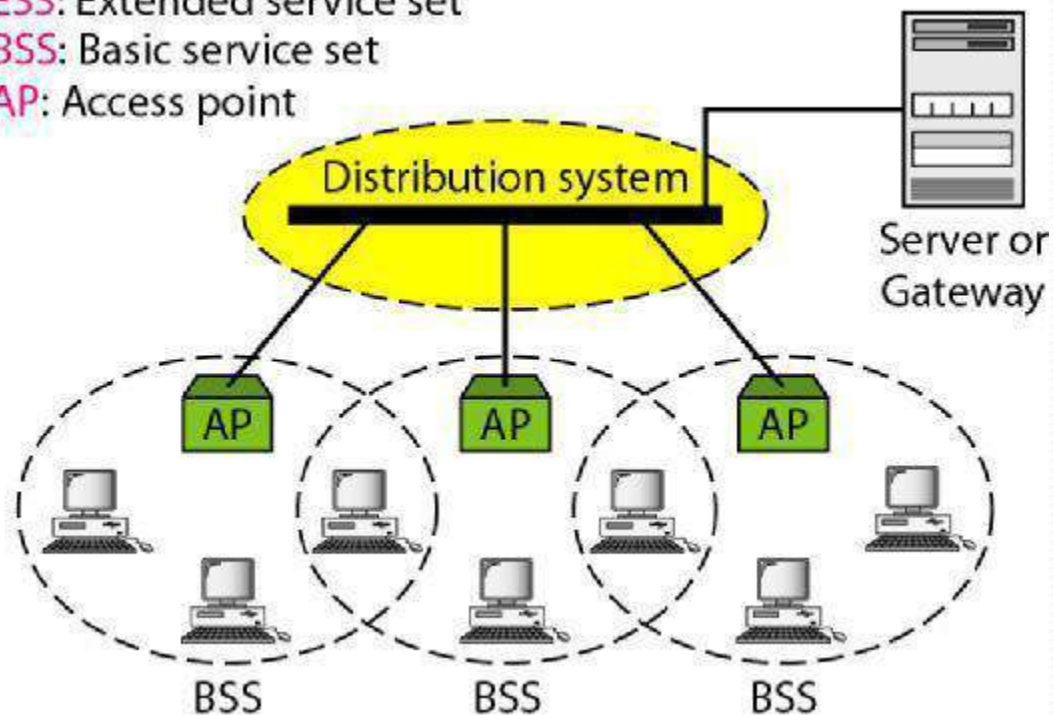 ESS: Extended service set
BSS: Basic service set
AP: Access point
Distribution system
Server or
Gateway
AP AP AP
BSS BSS BSS